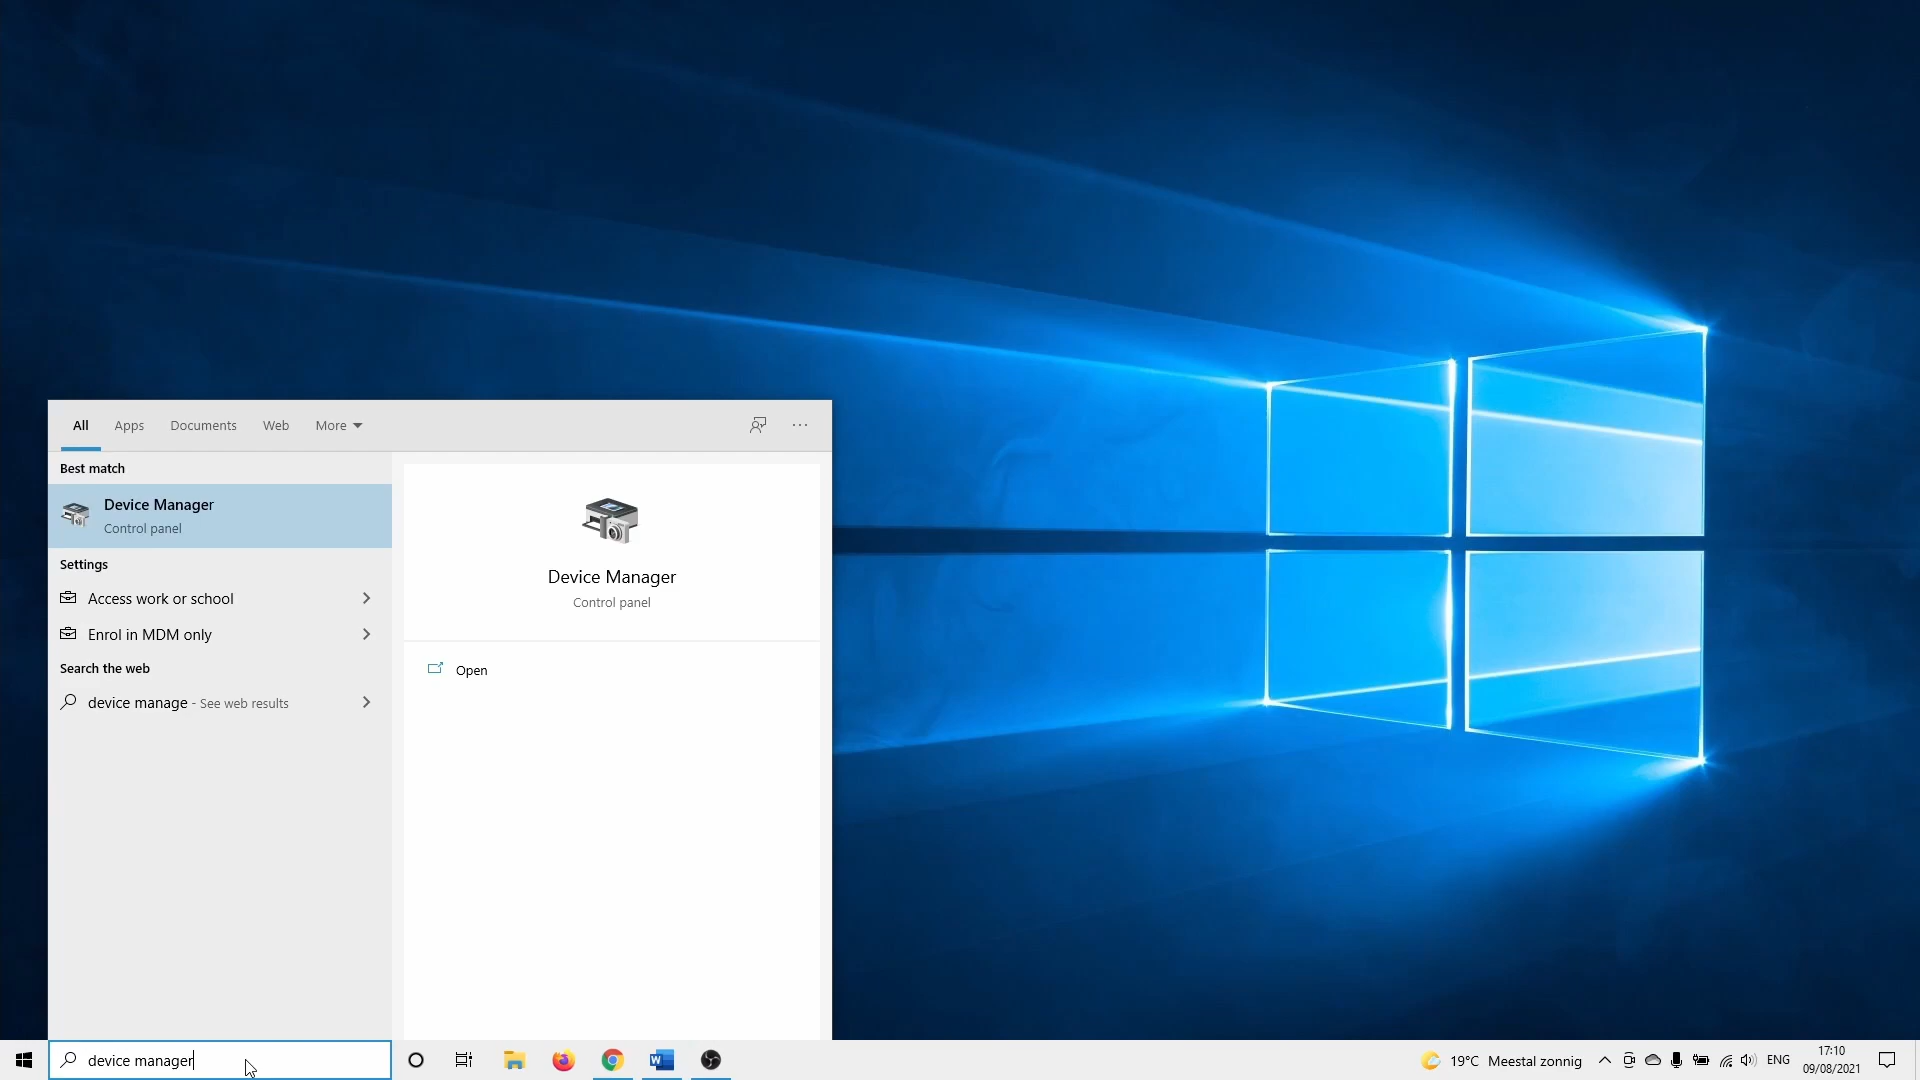 All Apps Documents Web More
Best match
Device Manager
Control panel
Settings
Access work or school
Enrol in MDM only
Search the web
device manage - See web results
Device Manager
Control panel
Open
device manager
19°C Meestal zonnig
ENG
17:10
09/08/2021